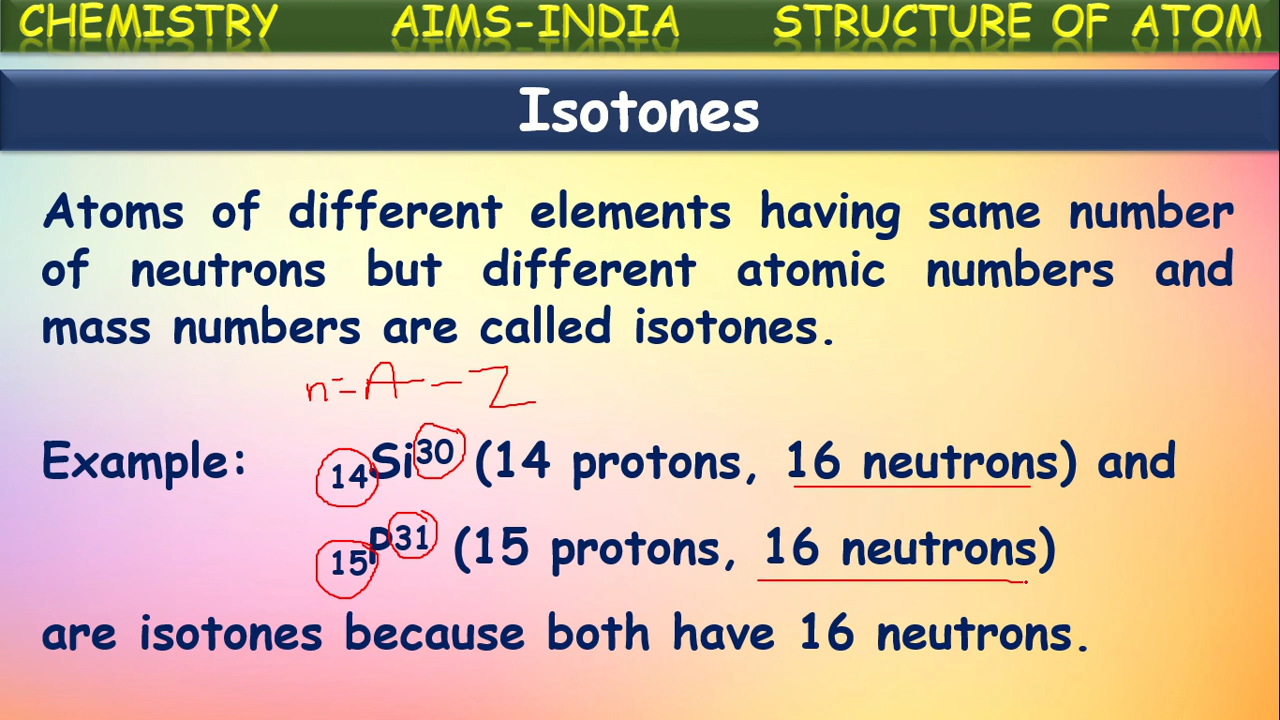 CHEMISTRY AIMS-INDIA STRUCTURE OF ATOM
Isotones
Atoms of different elements having same number
of neutrons but different atomic numbers and
mass numbers are called isotones.
n = A - Z
Example: ₁₄Si³⁰ (14 protons, 16 neutrons) and
₁₅P³¹ (15 protons, 16 neutrons)
are isotones because both have 16 neutrons.